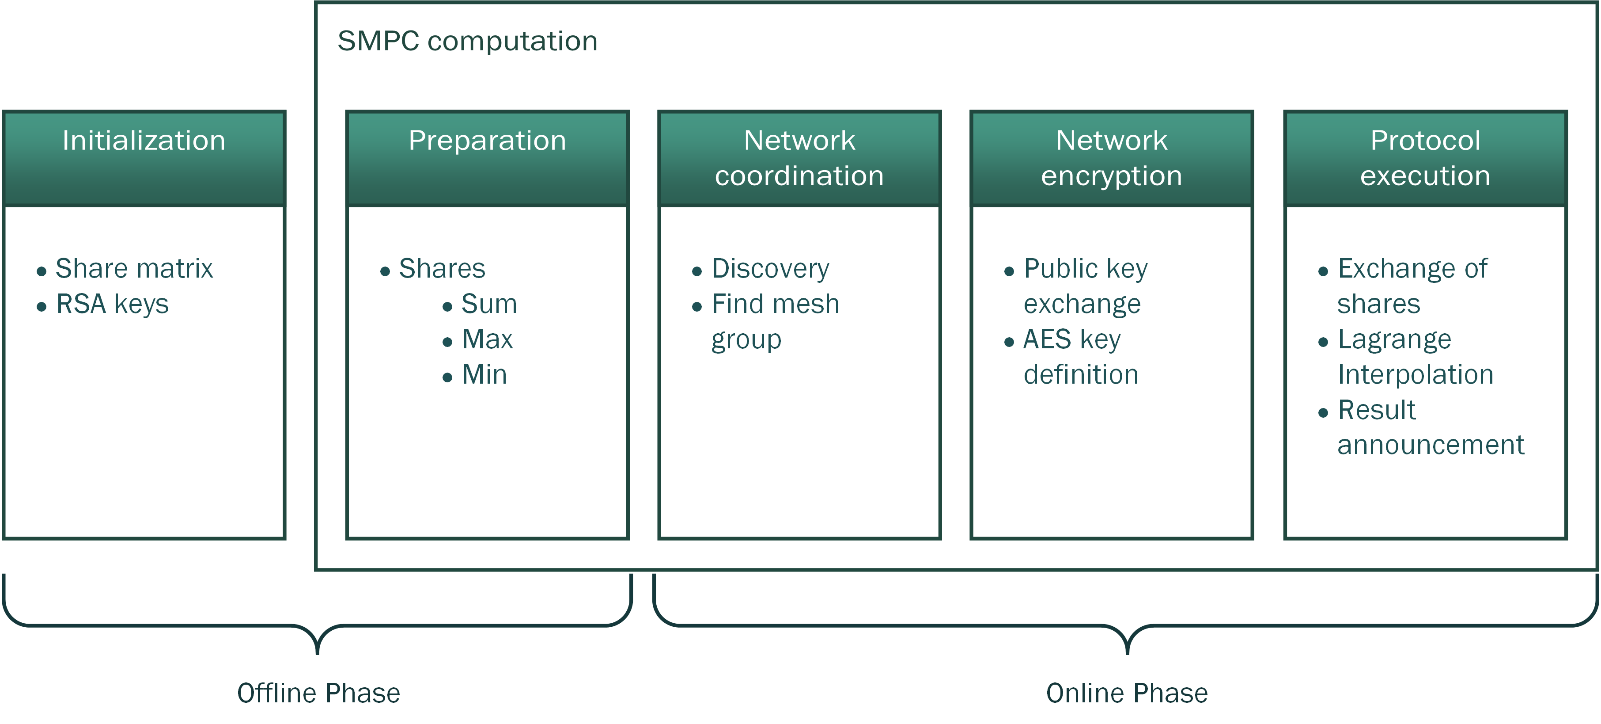 SMPC computation
Initialization
• Share matrix
• RSA keys
Preparation
• Shares
• Sum
• Max
• Min
Network
coordination
• Discovery
• Find mesh
group
Network
encryption
• Public key
exchange
• AES key
definition
Protocol
execution
• Exchange of
shares
• Lagrange
Interpolation
• Result
announcement
Offline Phase
Online Phase